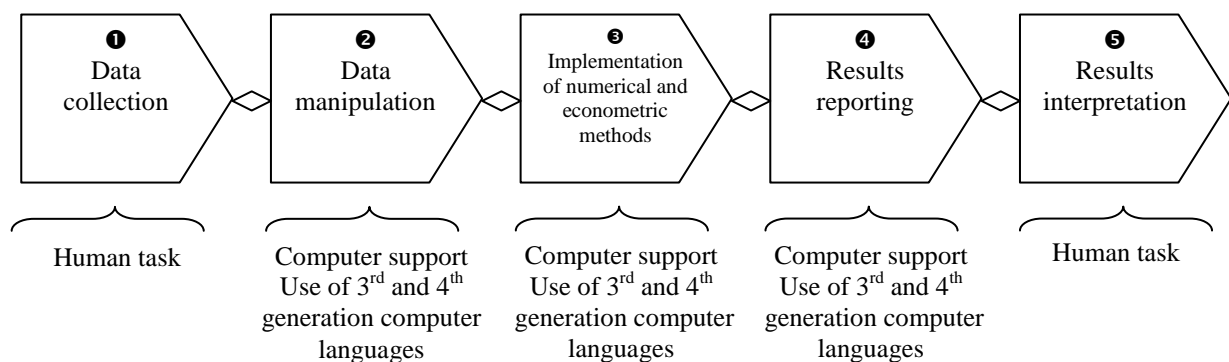 ❶
Data
collection
❷
Data
manipulation
❸
Implementation
of numerical and
econometric
methods
❹
Results
reporting
❺
Results
interpretation
Human task
Computer support
Use of 3rd and 4th
generation computer
languages
Computer support
Use of 3rd and 4th
generation computer
languages
Computer support
Use of 3rd and 4th
generation computer
languages
Human task